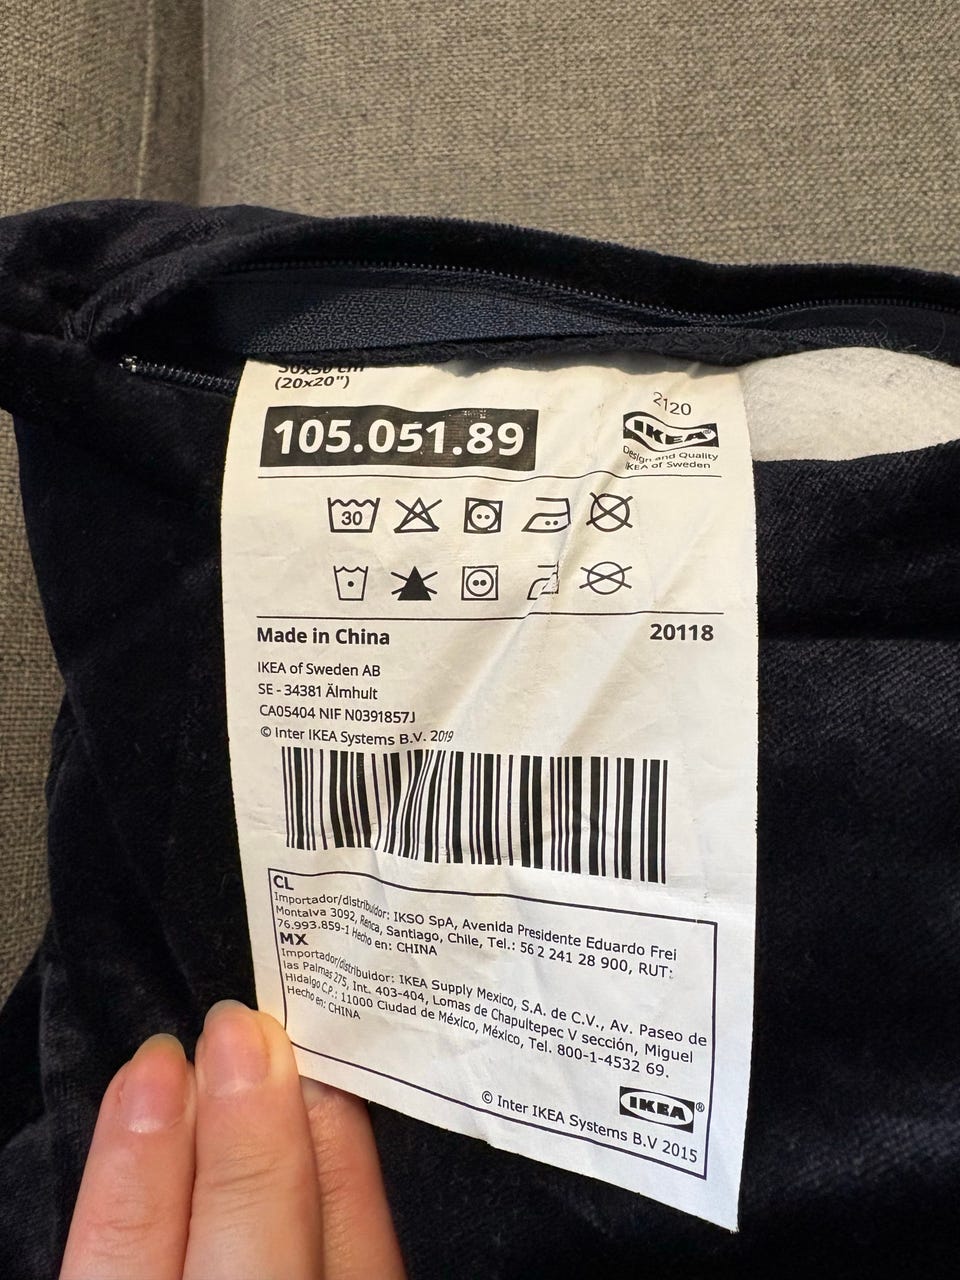 50x50 cm
(20x20")
105.051.89
2120
IKEA®
Design and Quality
IKEA of Sweden
30
Made in China
20118
IKEA of Sweden AB
SE - 34381 Älmhult
CA05404 NIF N0391857J
© Inter IKEA Systems B.V. 2019
CL
Importador/distribuidor: IKSO SpA, Avenida Presidente Eduardo Frei
Montalva 3092, Renca, Santiago, Chile, Tel.: 56 2 241 28 900, RUT:
76.993.859-1 Hecho en: CHINA
MX
Importador/distribuidor: IKEA Supply Mexico, S.A. de C.V., Av. Paseo de
las Palmas 275, Int. 403-404, Lomas de Chapultepec V sección, Miguel
Hidalgo C.P.: 11000 Ciudad de México, México, Tel. 800-1-4532 69.
Hecho en: CHINA
IKEA®
© Inter IKEA Systems B.V 2015